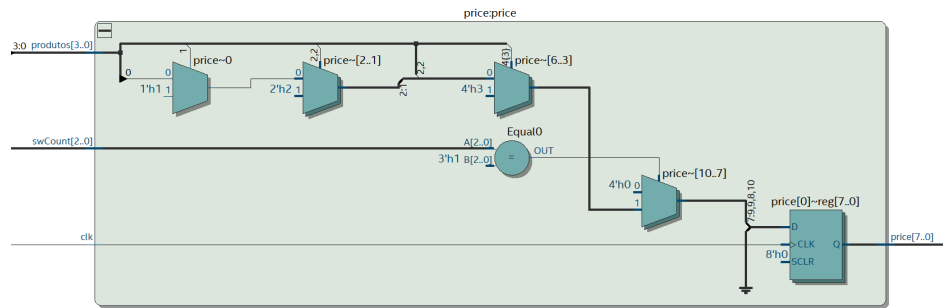 price:price
3:0 produtos[3..0]
1 price~0
0
1'h1 1
2,2 price~[2..1]
0
2'h2 1
2:1
2,2
4{3} price~[6..3]
0
4'h3 1
swCount[2..0]
Equal0
A[2..0]
3'h1 B[2..0]
=
OUT
price~[10..7]
4'h0 0
1
7:9,9,8,10
price[0]~reg[7..0]
D
clk
>CLK Q
price[7..0]
8'h0
SCLR